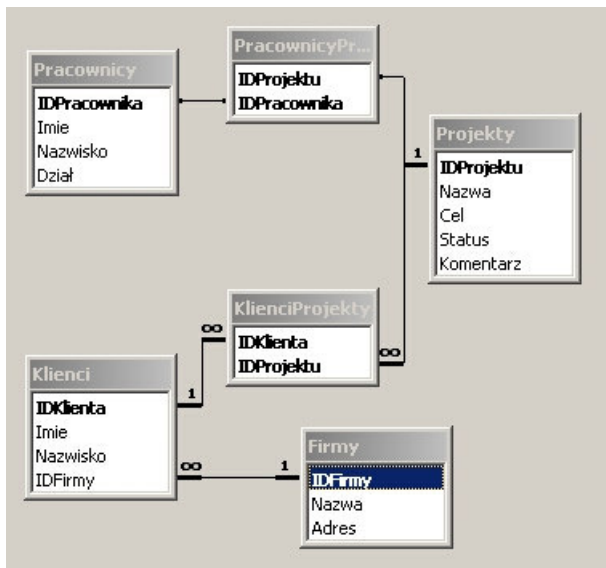 Pracownicy
IDPracownika
Imie
Nazwisko
Dział
PracownicyPr...
IDProjektu
IDPracownika
Projekty
1
IDProjektu
Nazwa
Cel
Status
Komentarz
KlienciProjekty
∞
IDKlienta
IDProjektu
∞
Klienci
1
IDKlienta
Imie
Nazwisko
IDFirmy
∞
1
Firmy
IDFirmy
Nazwa
Adres